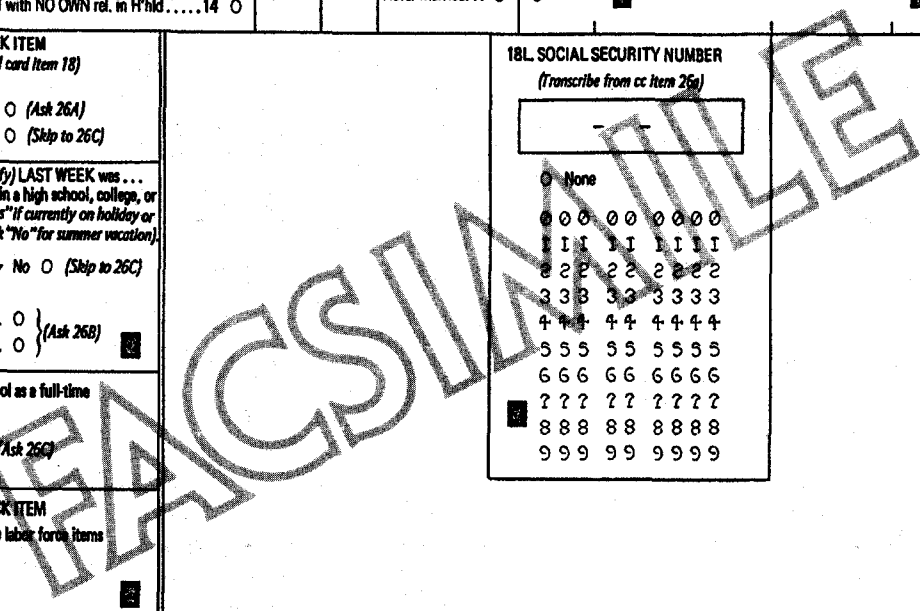 with NO OWN rel. in H'hld.....14 O
K ITEM
card item 18)
O (Ask 26A)
O (Skip to 26C)
fy) LAST WEEK was...
in a high school, college, or
s" if currently on holiday or
"No" for summer vacation).
No O (Skip to 26C)
O
O } (Ask 26B)
ol as a full-time
(Ask 26C)
K ITEM
labor force items
18L. SOCIAL SECURITY NUMBER
(Transcribe from cc item 26a)
– –
O None
0 0 0 0 0 0 0 0 0
1 1 1 1 1 1 1 1 1
2 2 2 2 2 2 2 2 2
3 3 3 3 3 3 3 3 3
4 4 4 4 4 4 4 4 4
5 5 5 5 5 5 5 5 5
6 6 6 6 6 6 6 6 6
7 7 7 7 7 7 7 7 7
8 8 8 8 8 8 8 8 8
9 9 9 9 9 9 9 9 9
FACSIMILE